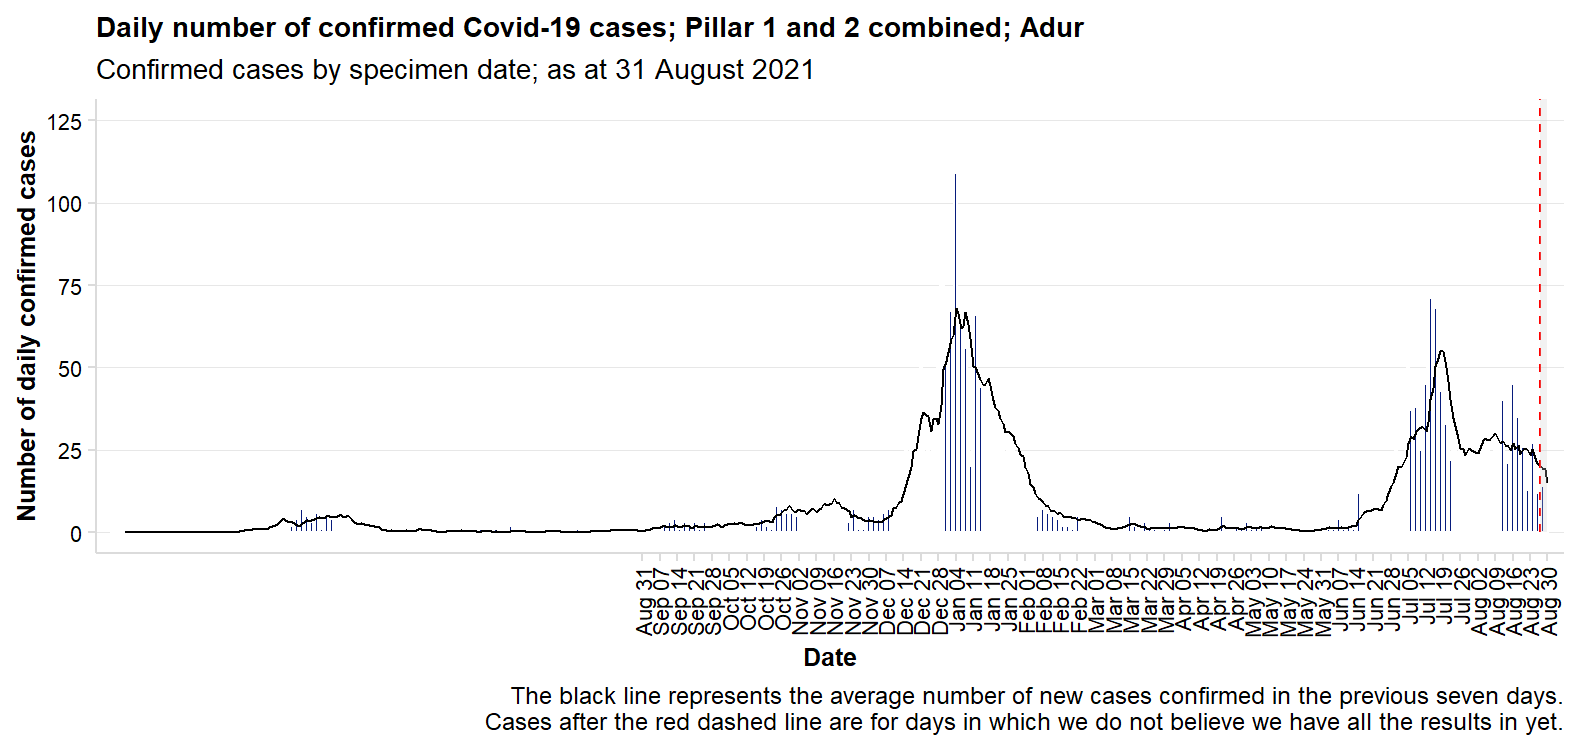 Daily number of confirmed Covid-19 cases; Pillar 1 and 2 combined; Adur
Confirmed cases by specimen date; as at 31 August 2021
Number of daily confirmed cases
125
100
75
50
25
0
Aug 31
Sep 07
Sep 14
Sep 21
Sep 28
Oct 05
Oct 12
Oct 19
Oct 26
Nov 02
Nov 09
Nov 16
Nov 23
Nov 30
Dec 07
Dec 14
Dec 21
Dec 28
Jan 04
Jan 11
Jan 18
Jan 25
Feb 01
Feb 08
Feb 15
Feb 22
Mar 01
Mar 08
Mar 15
Mar 22
Mar 29
Apr 05
Apr 12
Apr 19
Apr 26
May 03
May 10
May 17
May 24
May 31
Jun 07
Jun 14
Jun 21
Jun 28
Jul 05
Jul 12
Jul 19
Jul 26
Aug 02
Aug 09
Aug 16
Aug 23
Aug 30
Date
The black line represents the average number of new cases confirmed in the previous seven days.
Cases after the red dashed line are for days in which we do not believe we have all the results in yet.